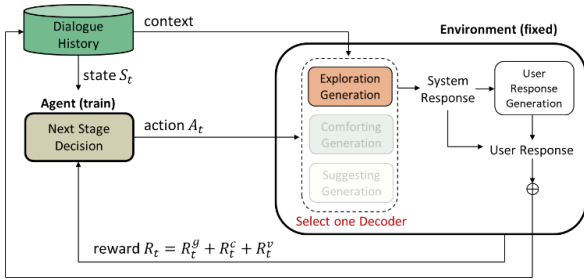 Dialogue
History
context
Environment (fixed)
state S_t
Agent (train)
Next Stage
Decision
action A_t
Exploration
Generation
Comforting
Generation
Suggesting
Generation
Select one Decoder
System
Response
User
Response
Generation
User Response
reward R_t = R_t^g + R_t^c + R_t^v